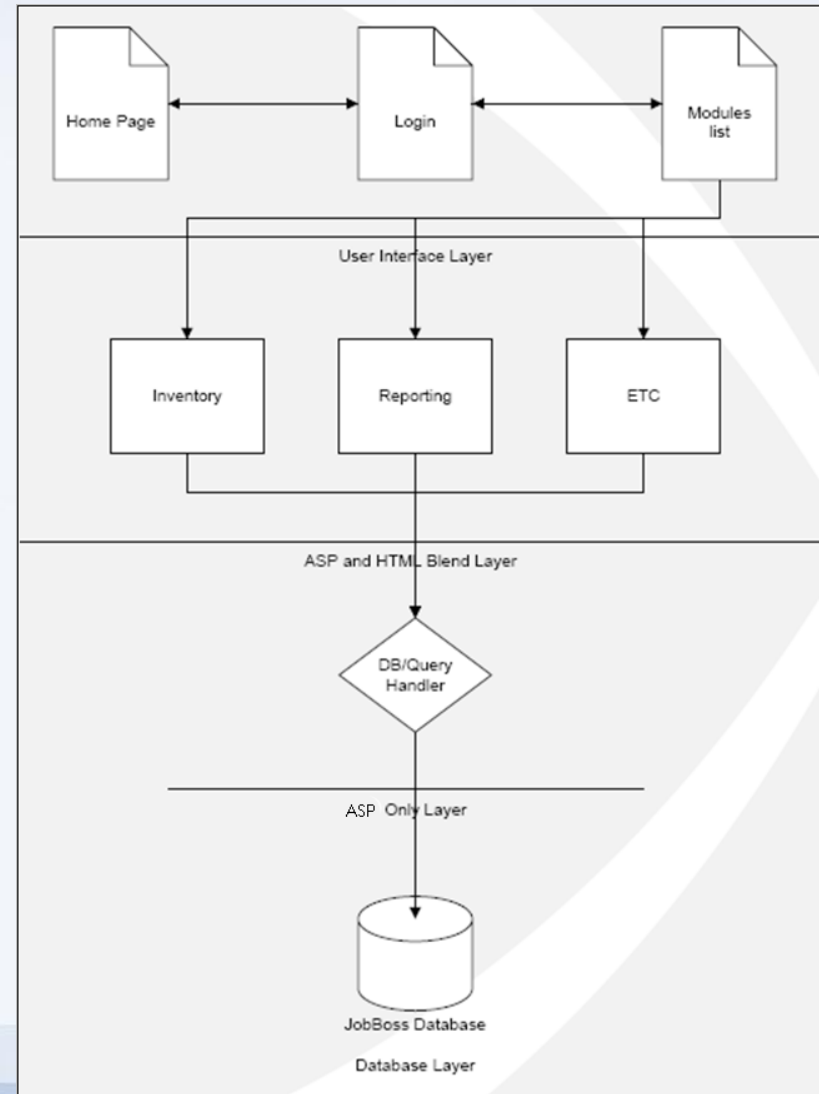 Home Page
Login
Modules
list
User Interface Layer
Inventory
Reporting
ETC
ASP and HTML Blend Layer
DB/Query
Handler
ASP Only Layer
JobBoss Database
Database Layer